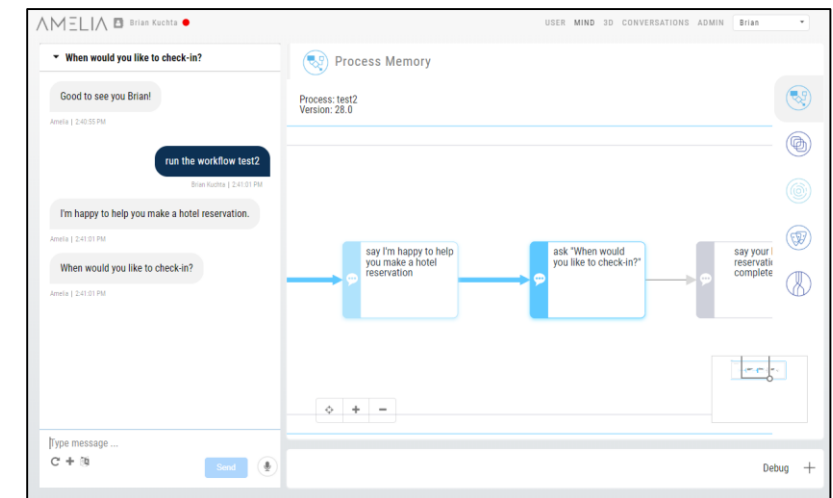 AMELIA Brian Kuchta
USER MIND 3D CONVERSATIONS ADMIN Brian
When would you like to check-in?
Good to see you Brian!
Amelia | 2:40:55 PM
run the workflow test2
Brian Kuchta | 2:41:01 PM
I'm happy to help you make a hotel reservation.
Amelia | 2:41:01 PM
When would you like to check-in?
Amelia | 2:41:01 PM
Type message ...
Send
Process Memory
Process: test2
Version: 28.0
say I'm happy to help
you make a hotel
reservation
ask "When would
you like to check-in?"
say your
reservati
complete
Debug